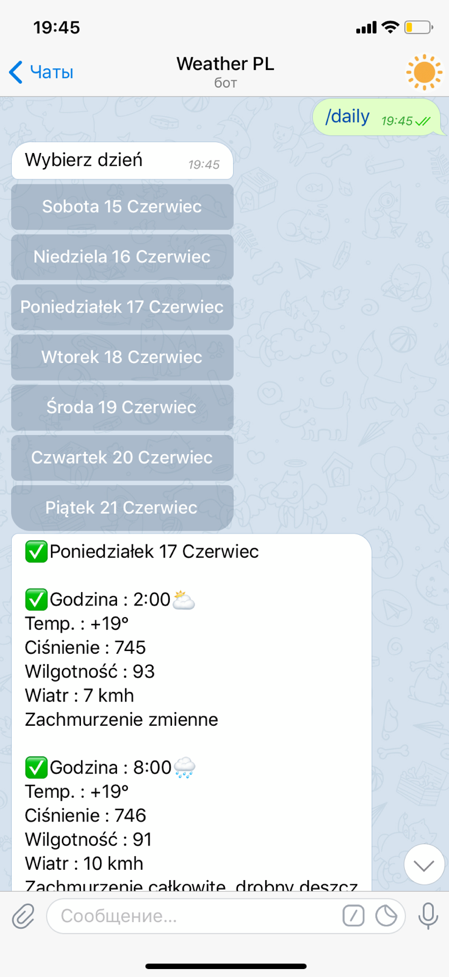 19:45
Чаты
Weather PL
бот
/daily 19:45
Wybierz dzień 19:45
Sobota 15 Czerwiec
Niedziela 16 Czerwiec
Poniedziałek 17 Czerwiec
Wtorek 18 Czerwiec
Środa 19 Czerwiec
Czwartek 20 Czerwiec
Piątek 21 Czerwiec
✅Poniedziałek 17 Czerwiec
✅Godzina : 2:00🌥
Temp. : +19°
Ciśnienie : 745
Wilgotność : 93
Wiatr : 7 kmh
Zachmurzenie zmienne
✅Godzina : 8:00🌧
Temp. : +19°
Ciśnienie : 746
Wilgotność : 91
Wiatr : 10 kmh
Zachmurzenie całkowite, drobny deszcz
Сообщение...